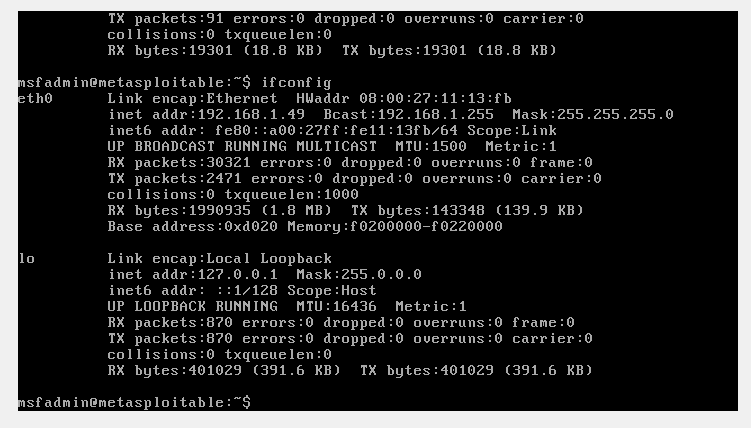 TX packets:91 errors:0 dropped:0 overruns:0 carrier:0
collisions:0 txqueuelen:0
RX bytes:19301 (18.8 KB)  TX bytes:19301 (18.8 KB)
msfadmin@metasploitable:~$ ifconfig
eth0      Link encap:Ethernet  HWaddr 08:00:27:11:13:fb
inet addr:192.168.1.49  Bcast:192.168.1.255  Mask:255.255.255.0
inet6 addr: fe80::a00:27ff:fe11:13fb/64 Scope:Link
UP BROADCAST RUNNING MULTICAST  MTU:1500  Metric:1
RX packets:30321 errors:0 dropped:0 overruns:0 frame:0
TX packets:2471 errors:0 dropped:0 overruns:0 carrier:0
collisions:0 txqueuelen:1000
RX bytes:1990935 (1.8 MB)  TX bytes:143348 (139.9 KB)
Base address:0xd020 Memory:f0200000-f0220000
lo        Link encap:Local Loopback
inet addr:127.0.0.1  Mask:255.0.0.0
inet6 addr: ::1/128 Scope:Host
UP LOOPBACK RUNNING  MTU:16436  Metric:1
RX packets:870 errors:0 dropped:0 overruns:0 frame:0
TX packets:870 errors:0 dropped:0 overruns:0 carrier:0
collisions:0 txqueuelen:0
RX bytes:401029 (391.6 KB)  TX bytes:401029 (391.6 KB)
msfadmin@metasploitable:~$